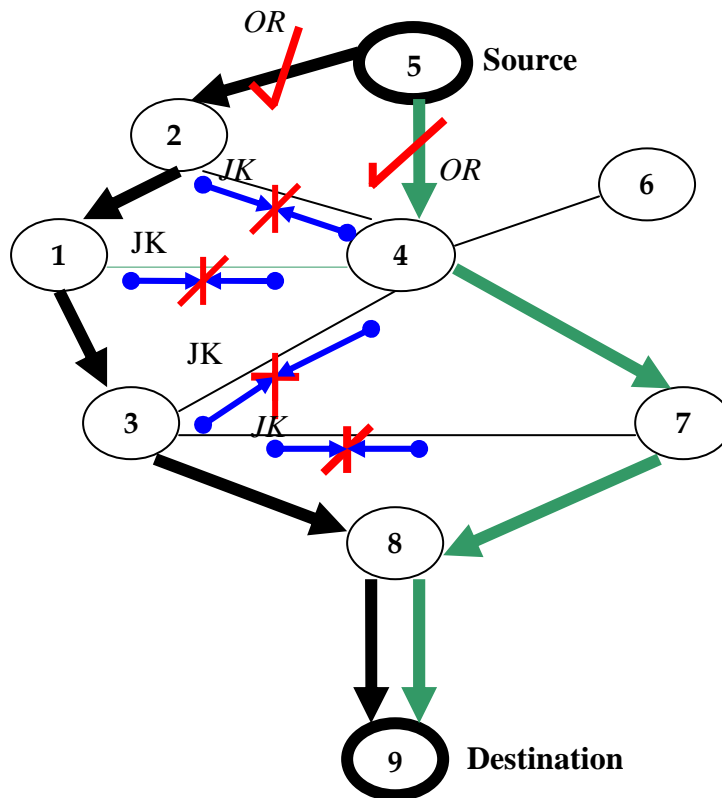 OR
5 Source
2
JK
OR
6
1
JK
4
JK
3
JK
7
8
9 Destination